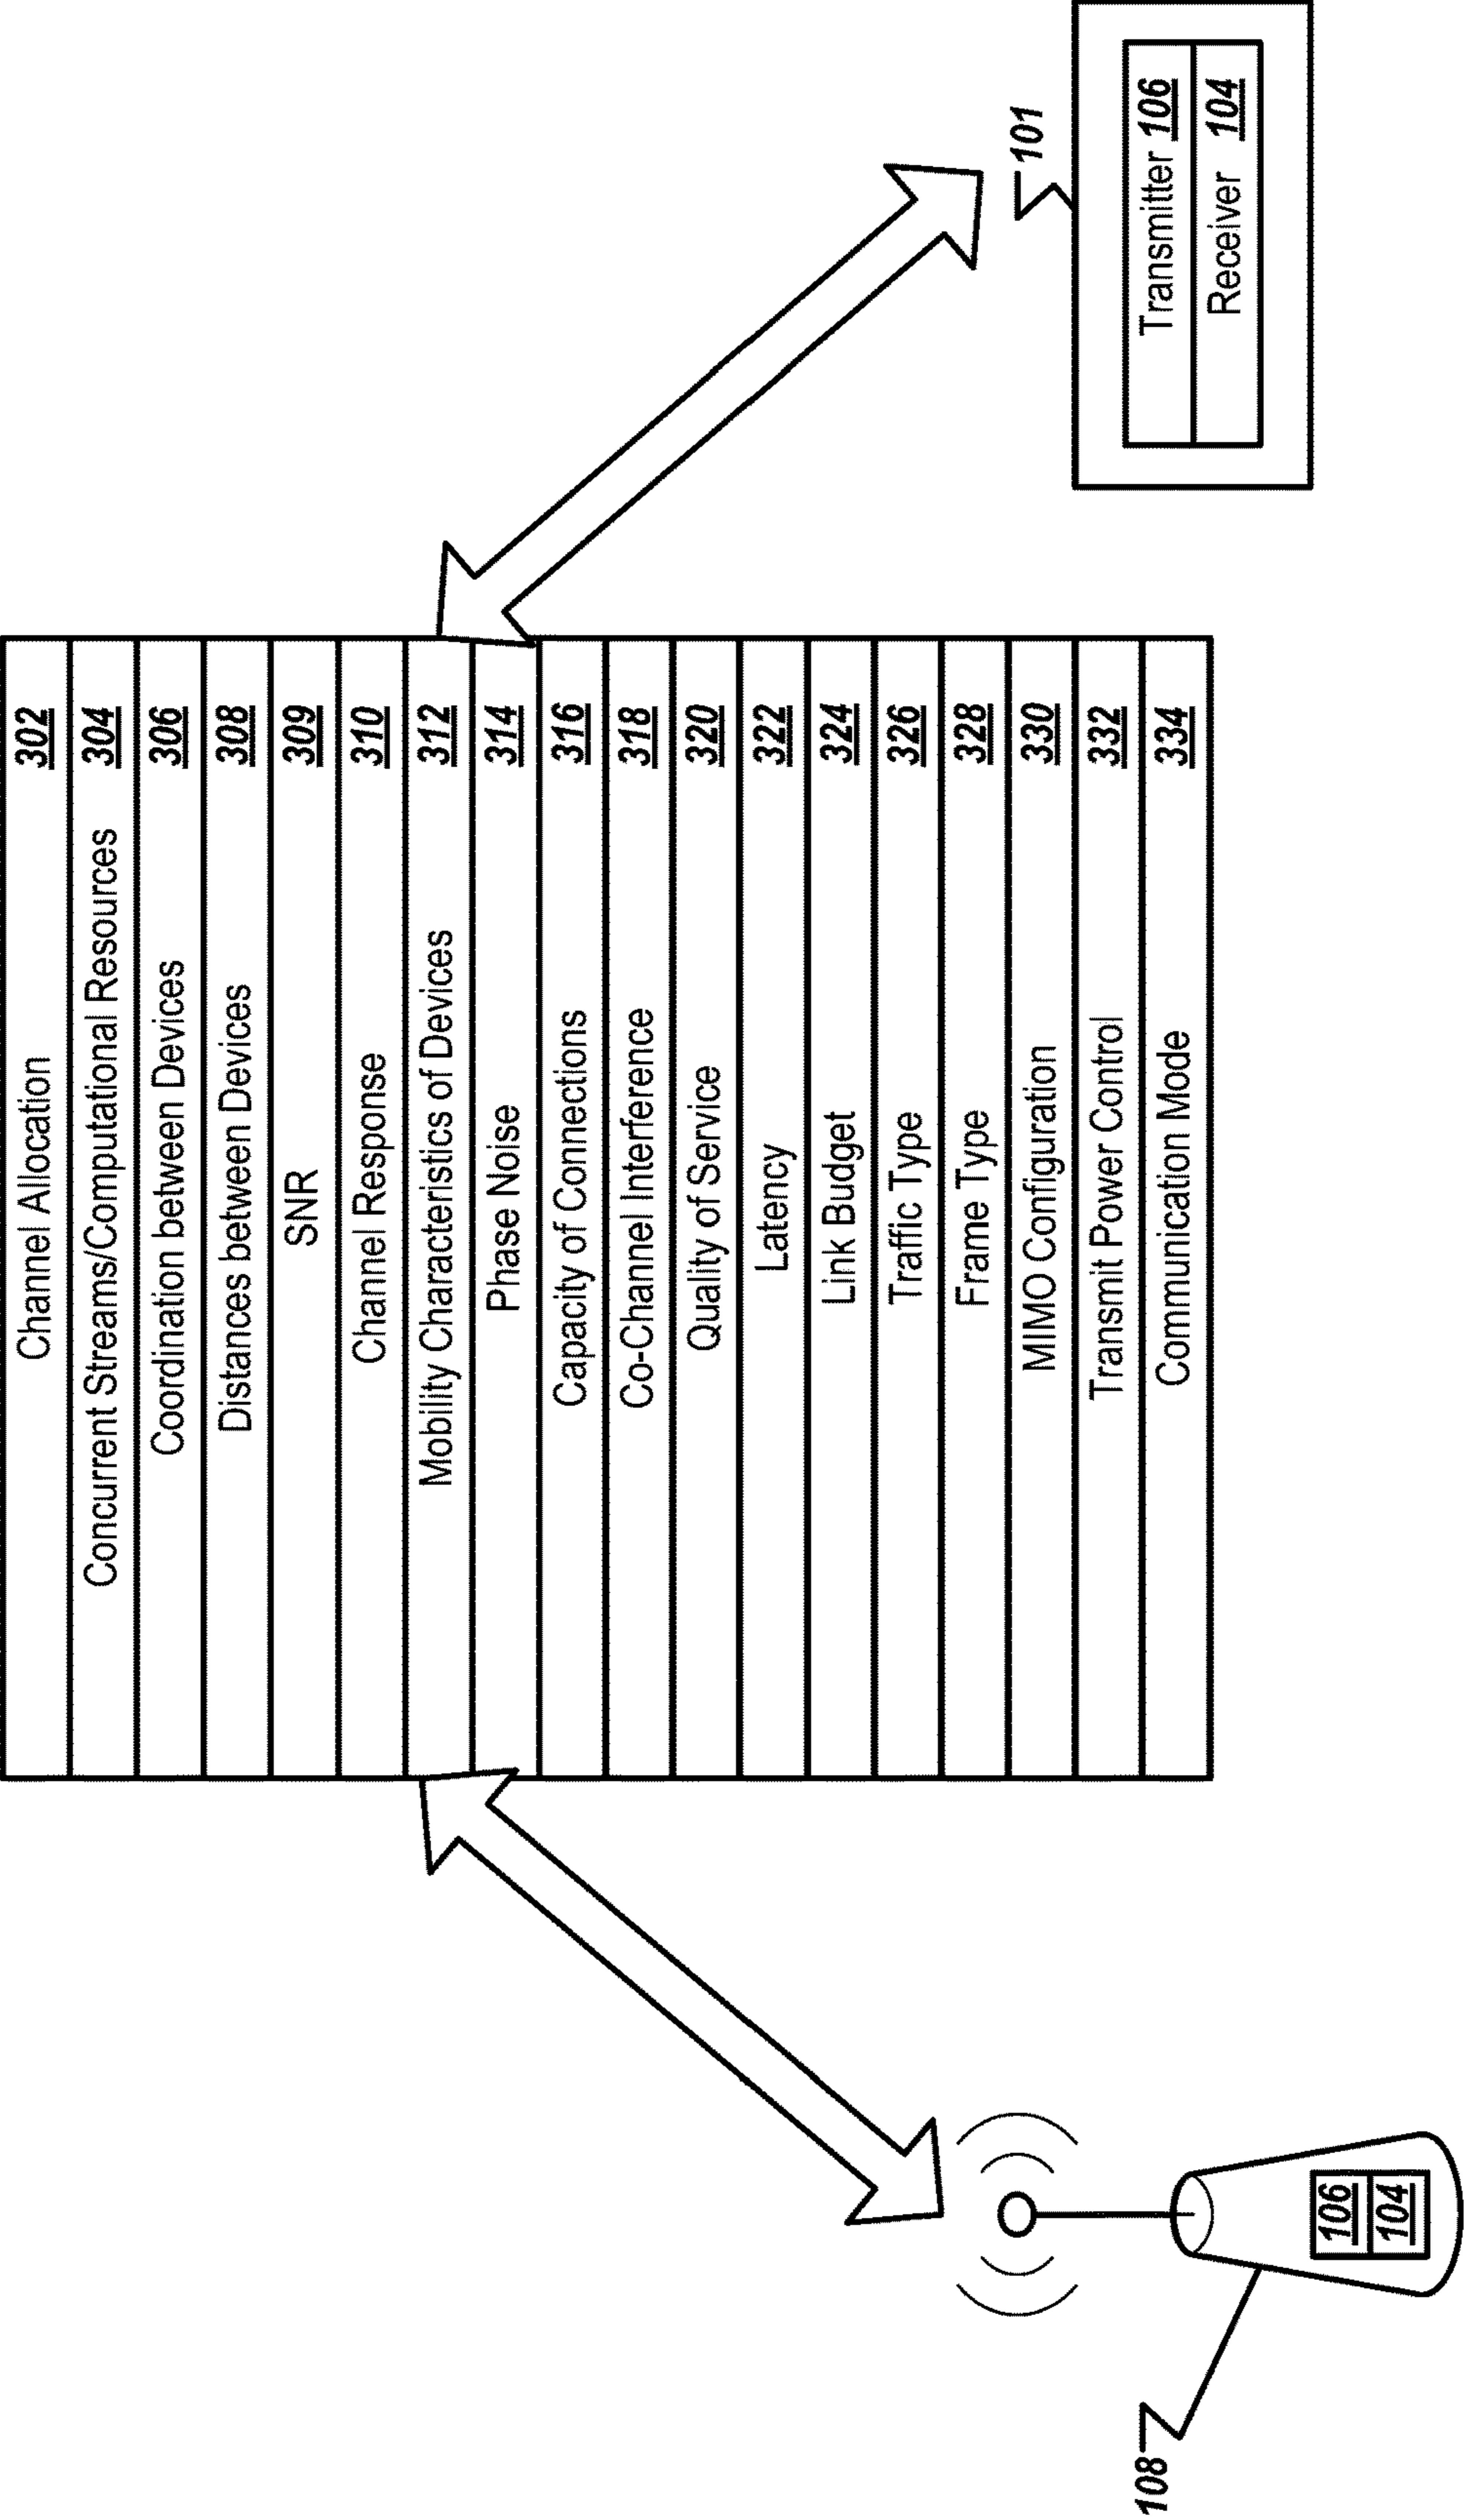 Channel Allocation 302
Concurrent Streams/Computational Resources 304
Coordination between Devices 306
Distances between Devices 308
SNR 309
Channel Response 310
Mobility Characteristics of Devices 312
Phase Noise 314
Capacity of Connections 316
Co-Channel Interference 318
Quality of Service 320
Latency 322
Link Budget 324
Traffic Type 326
Frame Type 328
MIMO Configuration 330
Transmit Power Control 332
Communication Mode 334
108
106
104
101
Transmitter 106
Receiver 104